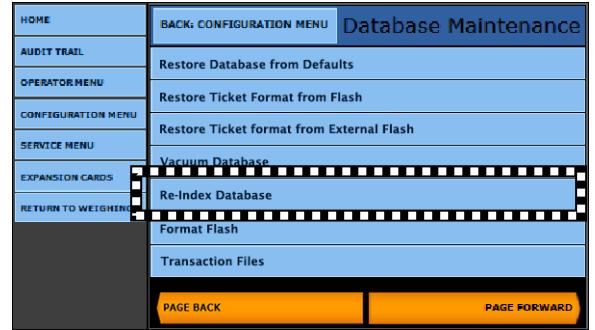 HOME
AUDIT TRAIL
OPERATOR MENU
CONFIGURATION MENU
SERVICE MENU
EXPANSION CARDS
RETURN TO WEIGHING
BACK: CONFIGURATION MENU
Database Maintenance
Restore Database from Defaults
Restore Ticket Format from Flash
Restore Ticket format from External Flash
Vacuum Database
Re-Index Database
Format Flash
Transaction Files
PAGE BACK
PAGE FORWARD